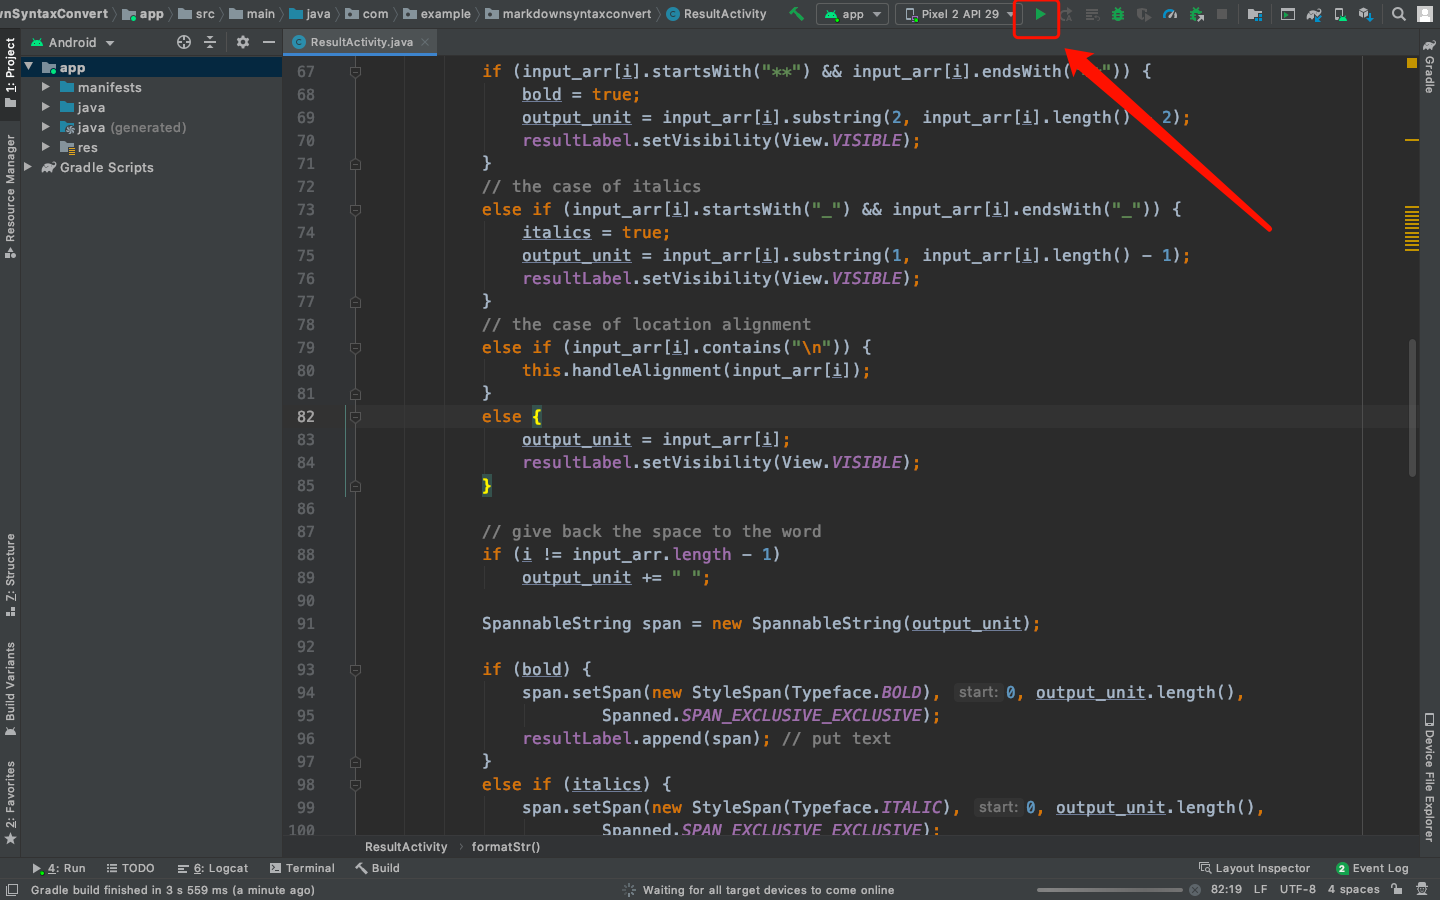 wnSyntaxConvert app src main java com example markdownsyntaxconvert ResultActivity app Pixel 2 API 29
Android ResultActivity.java
1: Project
Resource Manager
Z: Structure
Build Variants
2: Favorites
app
manifests
java
java (generated)
res
Gradle Scripts
67 if (input_arr[i].startsWith("**") && input_arr[i].endsWith("**")) {
68 bold = true;
69 output_unit = input_arr[i].substring(2, input_arr[i].length() 2);
70 resultLabel.setVisibility(View.VISIBLE);
71 }
72 // the case of italics
73 else if (input_arr[i].startsWith("_") && input_arr[i].endsWith("_")) {
74 italics = true;
75 output_unit = input_arr[i].substring(1, input_arr[i].length() - 1);
76 resultLabel.setVisibility(View.VISIBLE);
77 }
78 // the case of location alignment
79 else if (input_arr[i].contains("\n")) {
80 this.handleAlignment(input_arr[i]);
81 }
82 else {
83 output_unit = input_arr[i];
84 resultLabel.setVisibility(View.VISIBLE);
85 }
86
87 // give back the space to the word
88 if (i != input_arr.length - 1)
89 output_unit += " ";
90
91 SpannableString span = new SpannableString(output_unit);
92
93 if (bold) {
94 span.setSpan(new StyleSpan(Typeface.BOLD), start: 0, output_unit.length(),
95 Spanned.SPAN_EXCLUSIVE_EXCLUSIVE);
96 resultLabel.append(span); // put text
97 }
98 else if (italics) {
99 span.setSpan(new StyleSpan(Typeface.ITALIC), start: 0, output_unit.length(),
100 Spanned.SPAN_EXCLUSIVE_EXCLUSIVE);
Gradle
Device File Explorer
ResultActivity › formatStr()
4: Run TODO 6: Logcat Terminal Build Layout Inspector 2 Event Log
Gradle build finished in 3 s 559 ms (a minute ago) Waiting for all target devices to come online 82:19 LF UTF-8 4 spaces